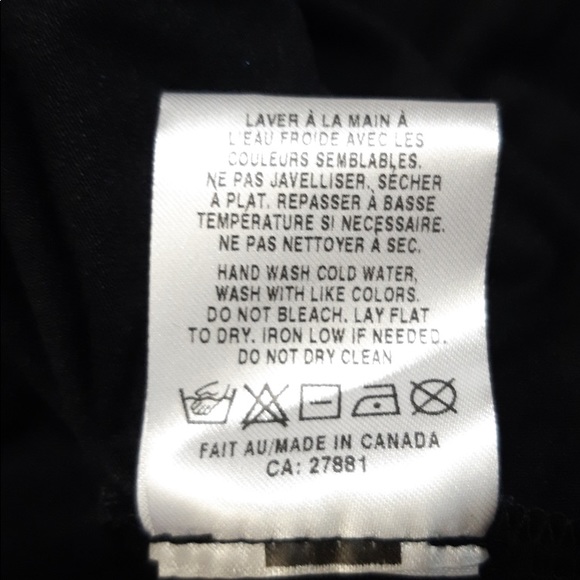 LAVER À LA MAIN À
L'EAU FROIDE AVEC LES
COULEURS SEMBLABLES.
NE PAS JAVELLISER. SÉCHER
À PLAT. REPASSER À BASSE
TEMPÉRATURE SI NECESSAIRE.
NE PAS NETTOYER À SEC.
HAND WASH COLD WATER,
WASH WITH LIKE COLORS.
DO NOT BLEACH. LAY FLAT
TO DRY. IRON LOW IF NEEDED.
DO NOT DRY CLEAN
FAIT AU/MADE IN CANADA
CA: 27881